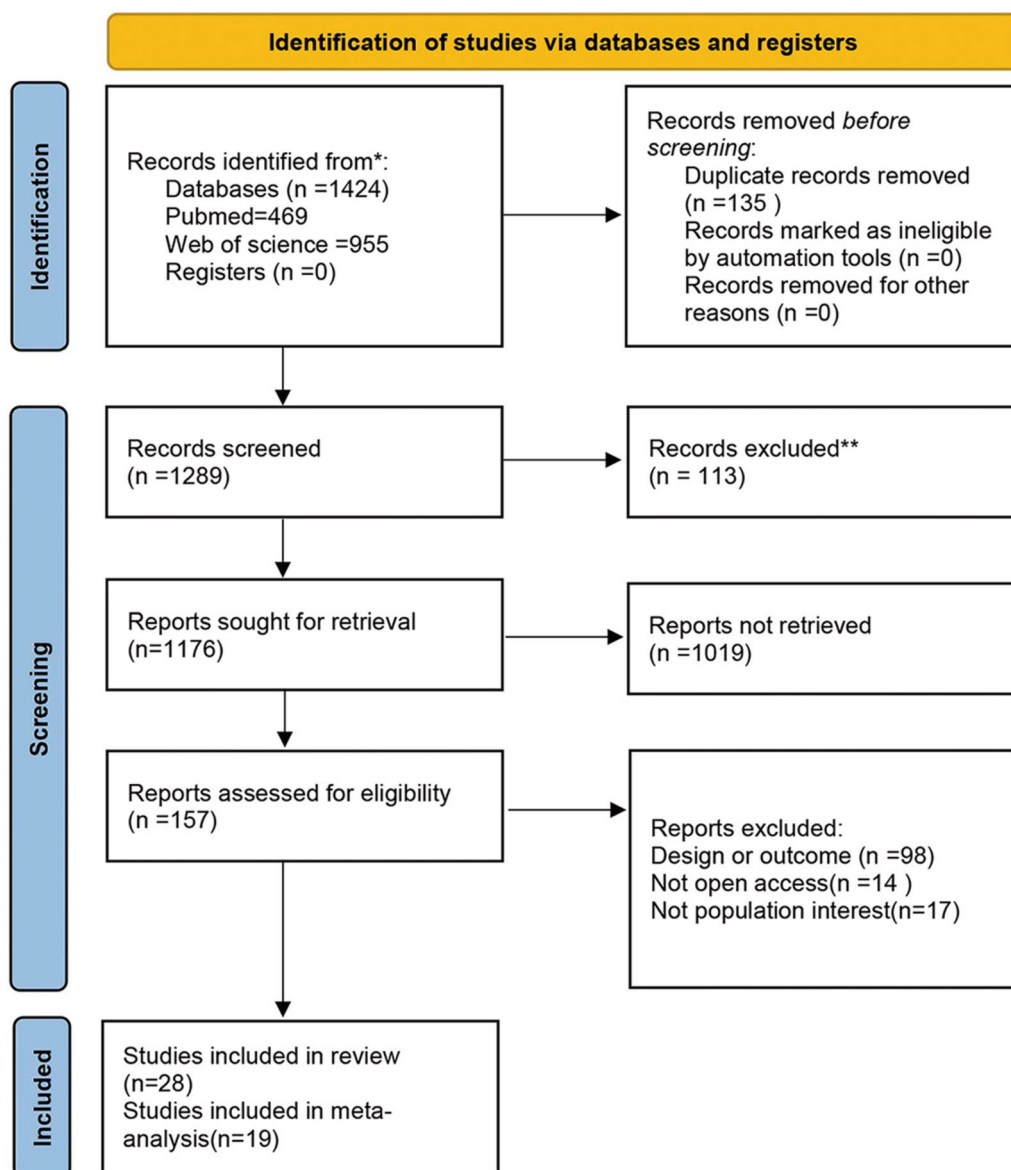 Identification of studies via databases and registers
Identification
Records identified from*:
Databases (n =1424)
Pubmed=469
Web of science =955
Registers (n =0)
Records removed before
screening:
Duplicate records removed
(n =135 )
Records marked as ineligible
by automation tools (n =0)
Records removed for other
reasons (n =0)
Screening
Records screened
(n =1289)
Records excluded**
(n = 113)
Reports sought for retrieval
(n=1176)
Reports not retrieved
(n =1019)
Reports assessed for eligibility
(n =157)
Reports excluded:
Design or outcome (n =98)
Not open access(n =14 )
Not population interest(n=17)
Included
Studies included in review
(n=28)
Studies included in meta-
analysis(n=19)